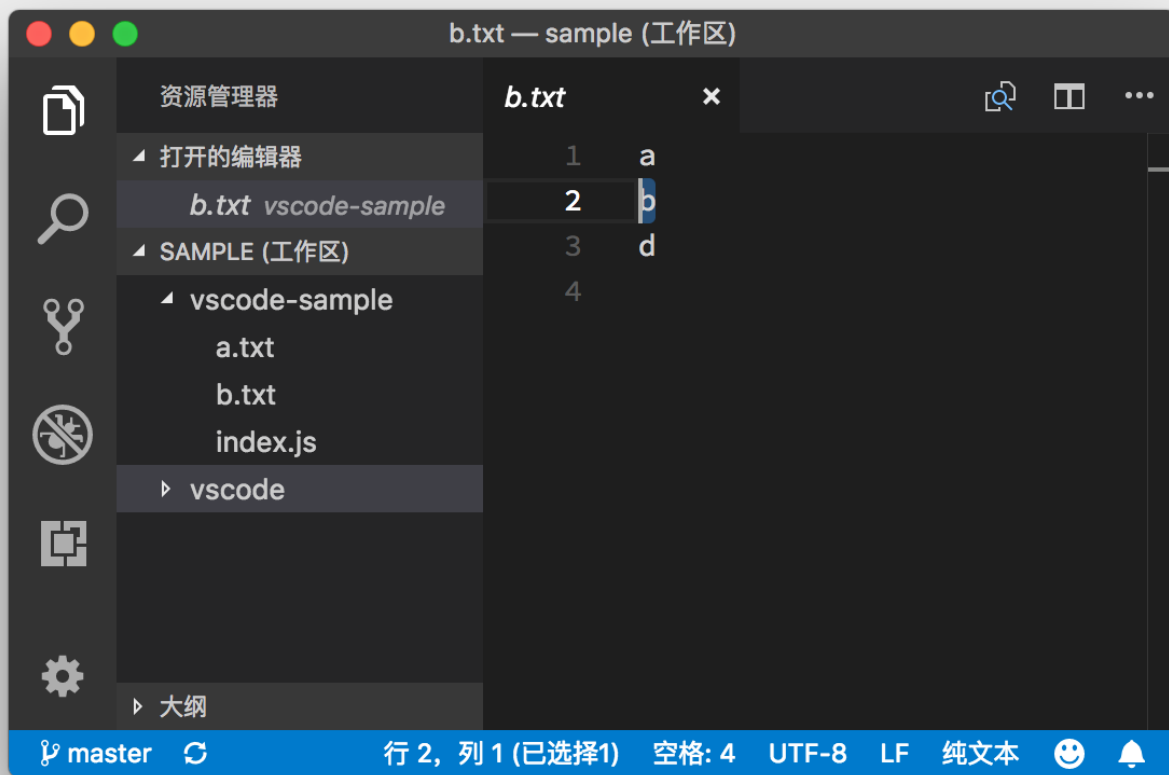 b.txt — sample (工作区)
资源管理器
打开的编辑器
b.txt vscode-sample
SAMPLE (工作区)
vscode-sample
a.txt
b.txt
index.js
vscode
大纲
b.txt
1 a
2 b
3 d
4
master
行 2，列 1 (已选择1) 空格: 4 UTF-8 LF 纯文本